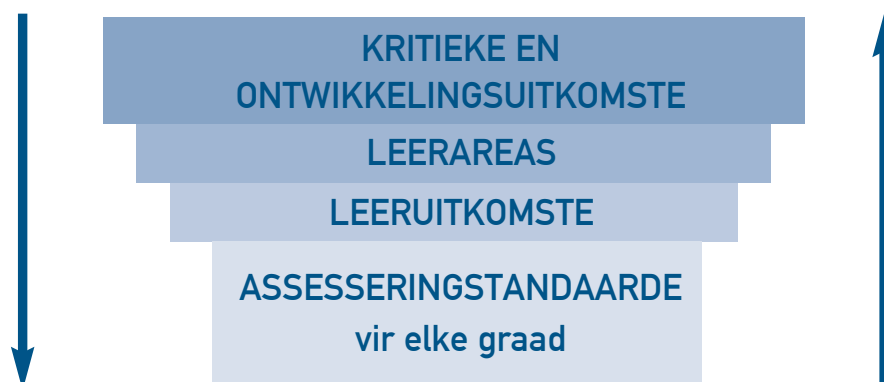 KRITIEKE EN
ONTWIKKELINGSUITKOMSTE
LEERAREAS
LEERUITKOMSTE
ASSESSERINGSTANDAARDE
vir elke graad